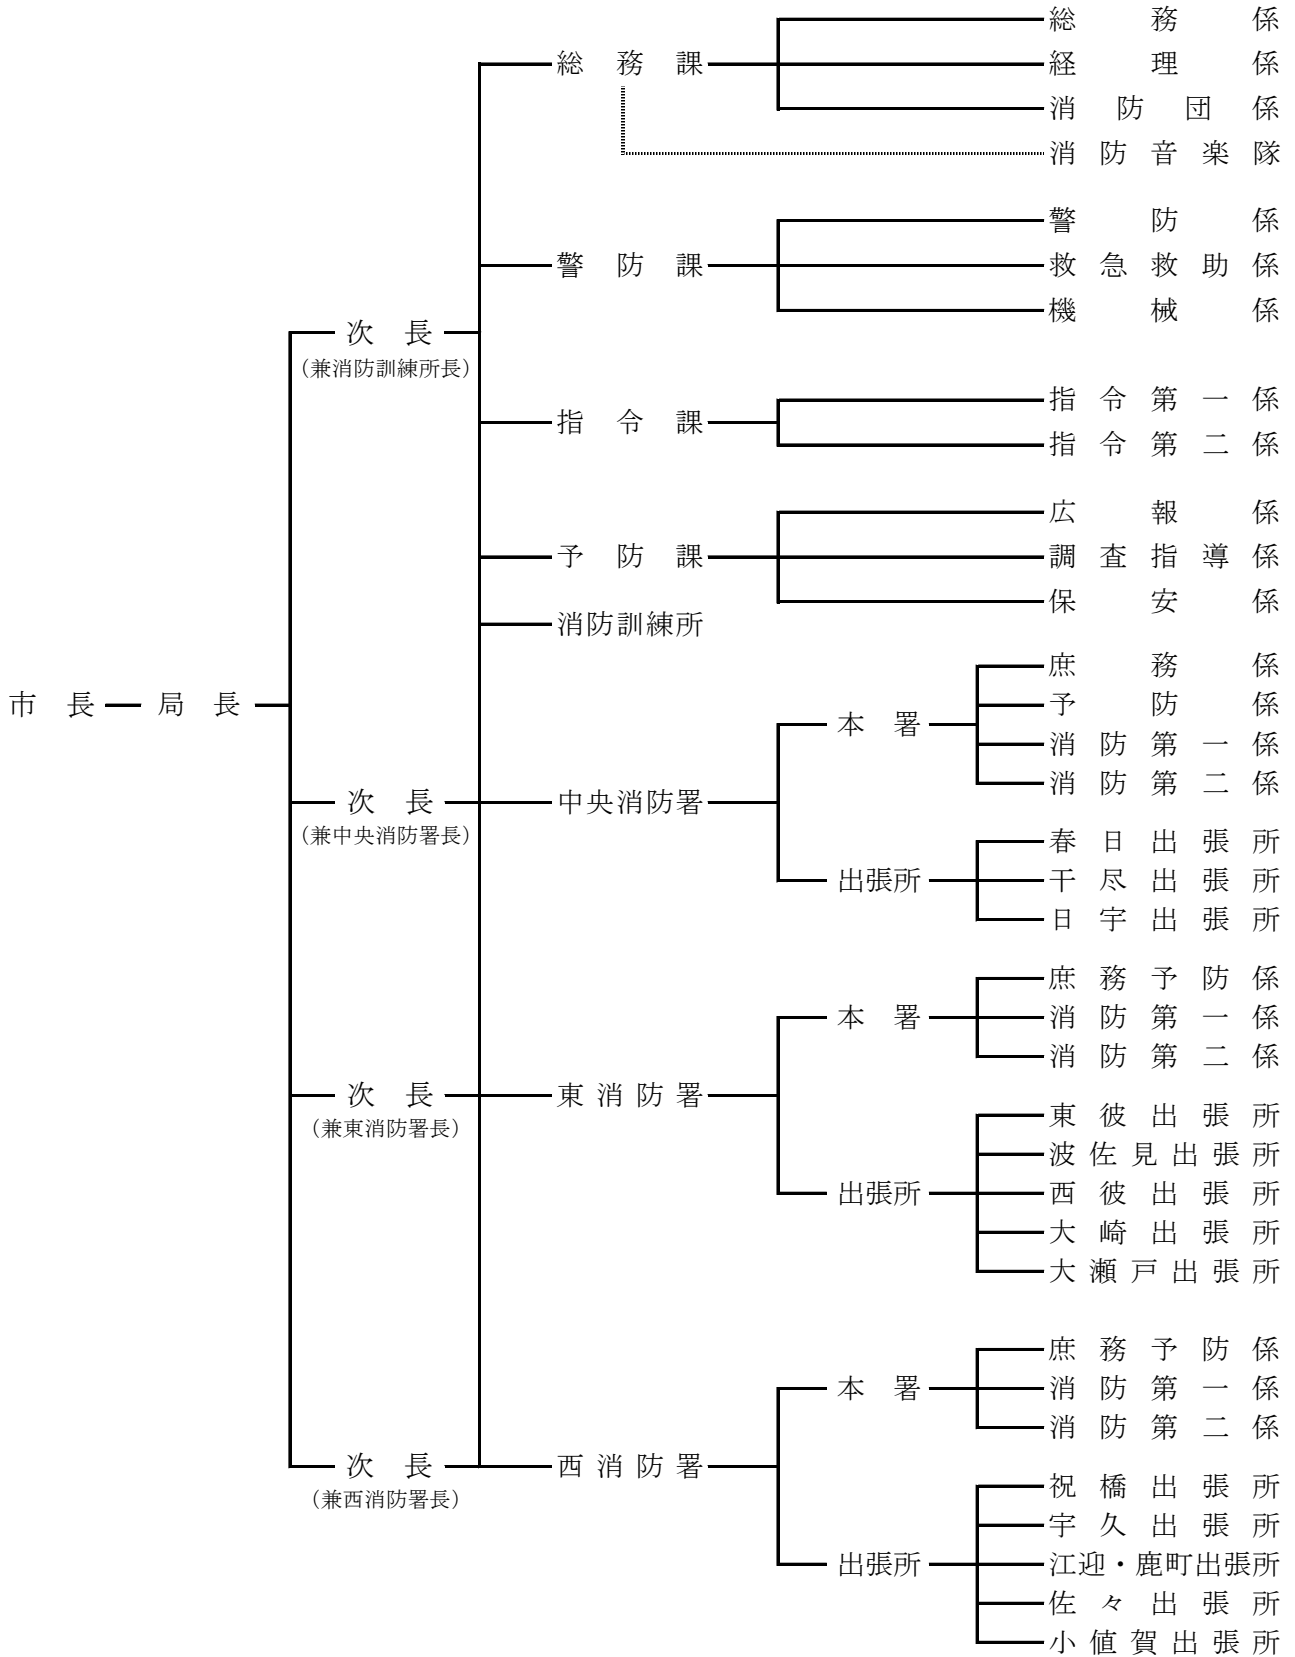 総務課
総務係
経理係
消防団係
消防音楽隊
警防課
警防係
救急救助係
機械係
次長
（兼消防訓練所長）
指令課
指令第一係
指令第二係
予防課
広報係
調査指導係
保安係
消防訓練所
市長
局長
次長
（兼中央消防署長）
中央消防署
本署
庶務係
予防係
消防第一係
消防第二係
出張所
春日出張所
干尽出張所
日宇出張所
次長
（兼東消防署長）
東消防署
本署
庶務予防係
消防第一係
消防第二係
出張所
東彼出張所
波佐見出張所
西彼出張所
大崎出張所
大瀬戸出張所
次長
（兼西消防署長）
西消防署
本署
庶務予防係
消防第一係
消防第二係
出張所
祝橋出張所
宇久出張所
江迎・鹿町出張所
佐々出張所
小値賀出張所